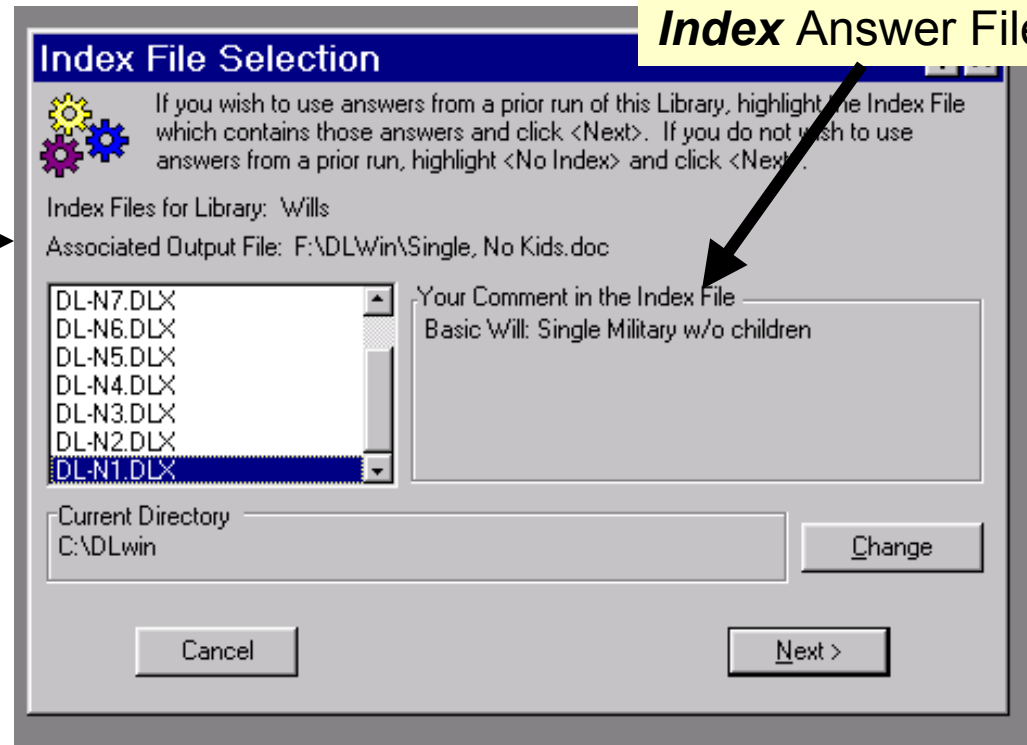 Index Answer File
Index File Selection
If you wish to use answers from a prior run of this Library, highlight the Index File
which contains those answers and click <Next>. If you do not wish to use
answers from a prior run, highlight <No Index> and click <Next>.
Index Files for Library: Wills
Associated Output File: F:\DLWin\Single, No Kids.doc
DL-N7.DLX
DL-N6.DLX
DL-N5.DLX
DL-N4.DLX
DL-N3.DLX
DL-N2.DLX
DL-N1.DLX
Your Comment in the Index File
Basic Will: Single Military w/o children
Current Directory
C:\DLwin
Change
Cancel
Next >